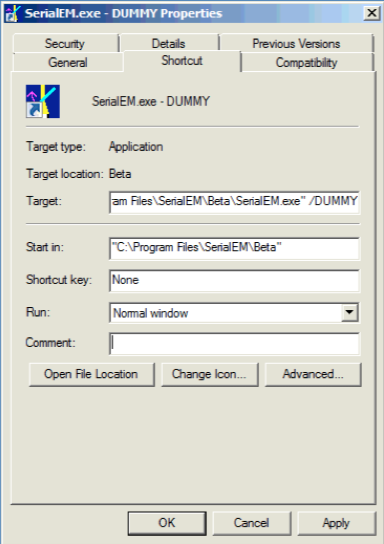 SerialEM.exe - DUMMY Properties
Security Details Previous Versions
General Shortcut Compatibility
SerialEM.exe - DUMMY
Target type: Application
Target location: Beta
Target: am Files\SerialEM\Beta\SerialEM.exe" /DUMMY
Start in: "C:\Program Files\SerialEM\Beta"
Shortcut key: None
Run: Normal window
Comment:
Open File Location Change Icon... Advanced...
OK Cancel Apply